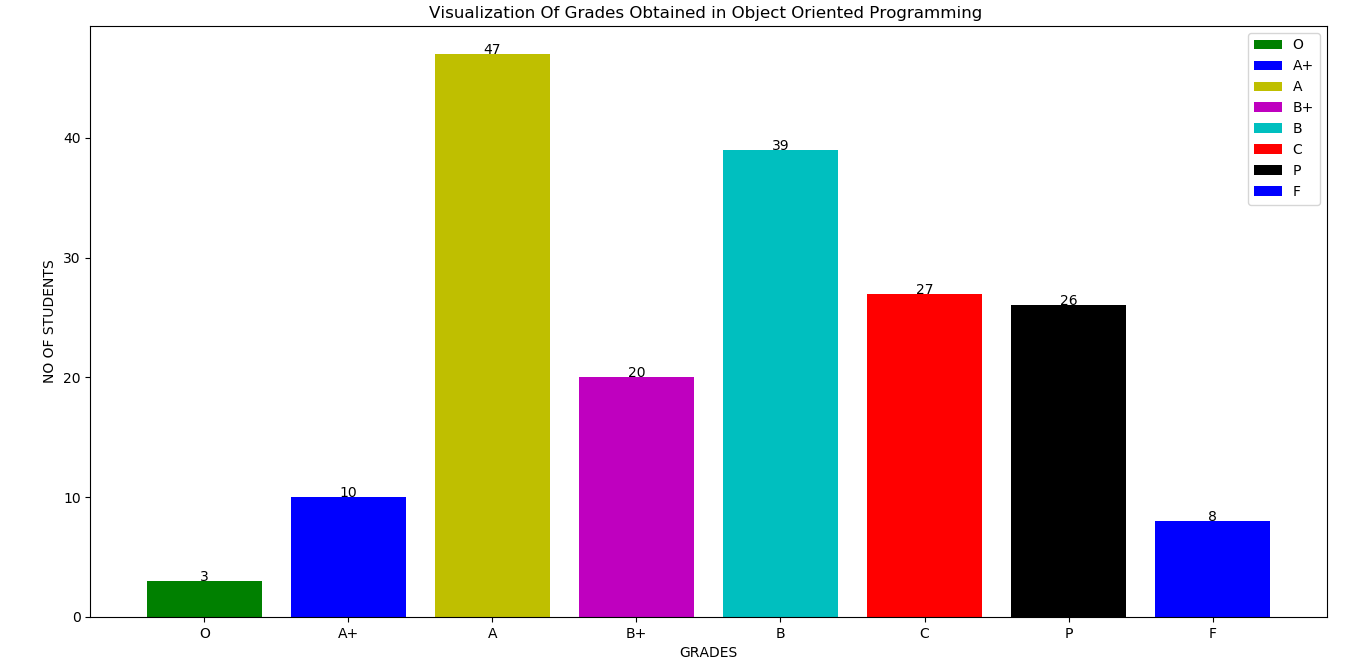 Visualization Of Grades Obtained in Object Oriented Programming
47
39
27
26
20
10
8
3
O
A+
A
B+
B
C
P
F
40
30
20
10
0
NO OF STUDENTS
O
A+
A
B+
B
C
P
F
GRADES